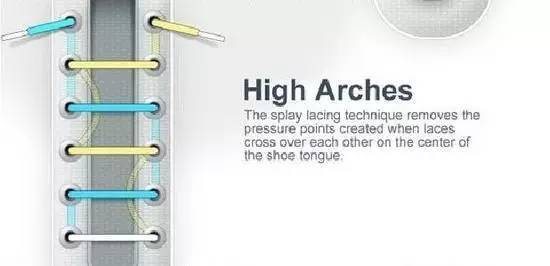 High Arches
The splay lacing technique removes the
pressure points created when laces
cross over each other on the center of
the shoe tongue.